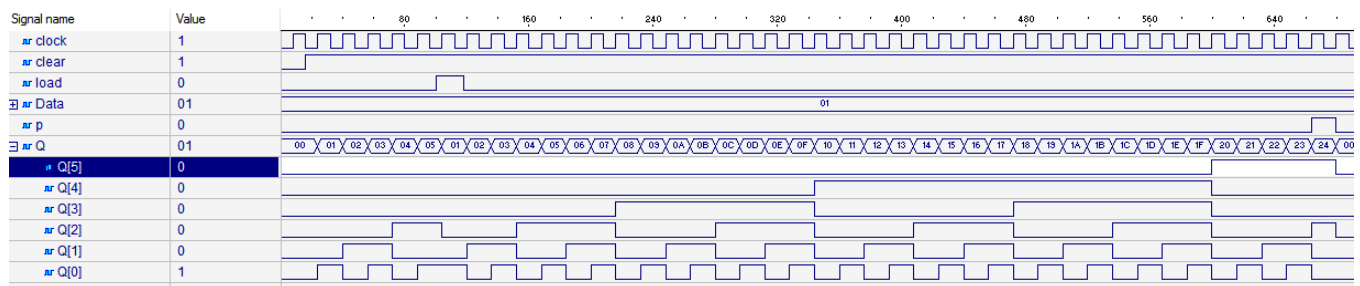 Signal name Value 80 160 240 320 400 480 560 640
clock 1
clear 1
load 0
Data 01 01
p 0
Q 01 00 01 02 03 04 05 01 02 03 04 05 06 07 08 09 0A 0B 0C 0D 0E 0F 10 11 12 13 14 15 16 17 18 19 1A 1B 1C 1D 1E 1F 20 21 22 23 24 00
Q[5] 0
Q[4] 0
Q[3] 0
Q[2] 0
Q[1] 0
Q[0] 1